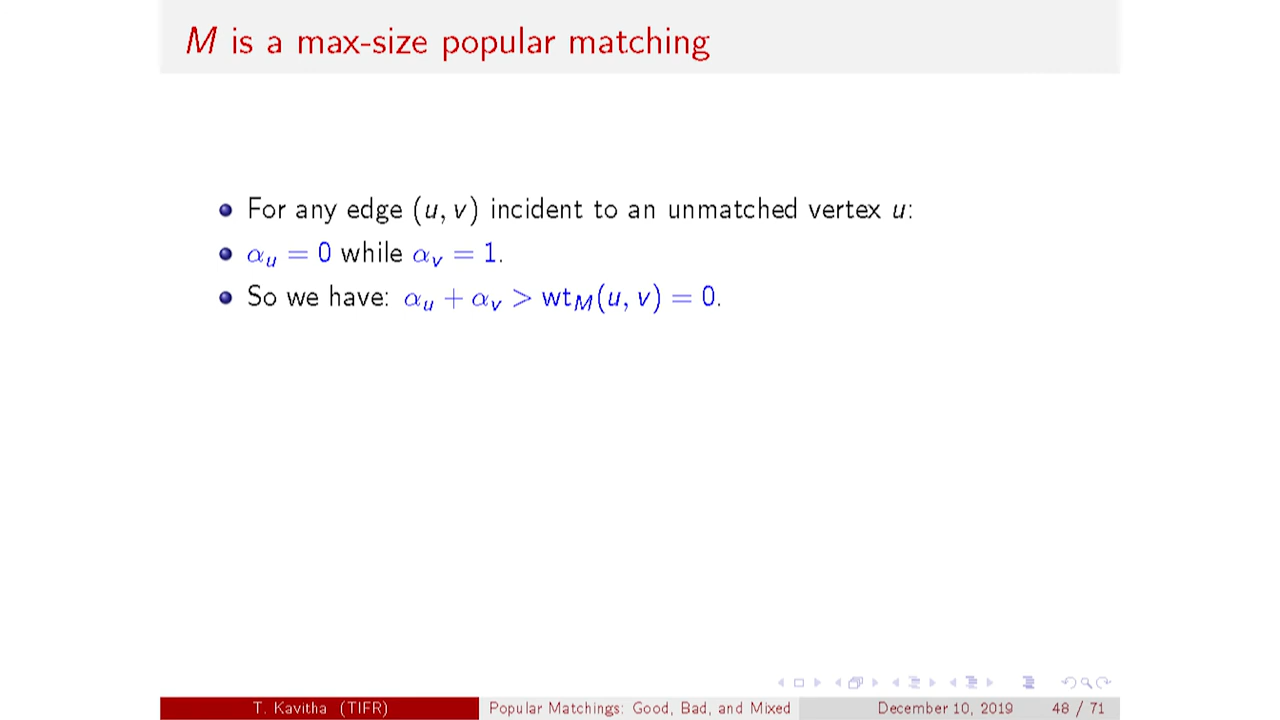 M is a max-size popular matching
For any edge (u, v) incident to an unmatched vertex u:
α_u = 0 while α_v = 1.
So we have: α_u + α_v > wt_M(u, v) = 0.
T. Kavitha (TIFR) Popular Matchings: Good, Bad, and Mixed December 10, 2019 48 / 71